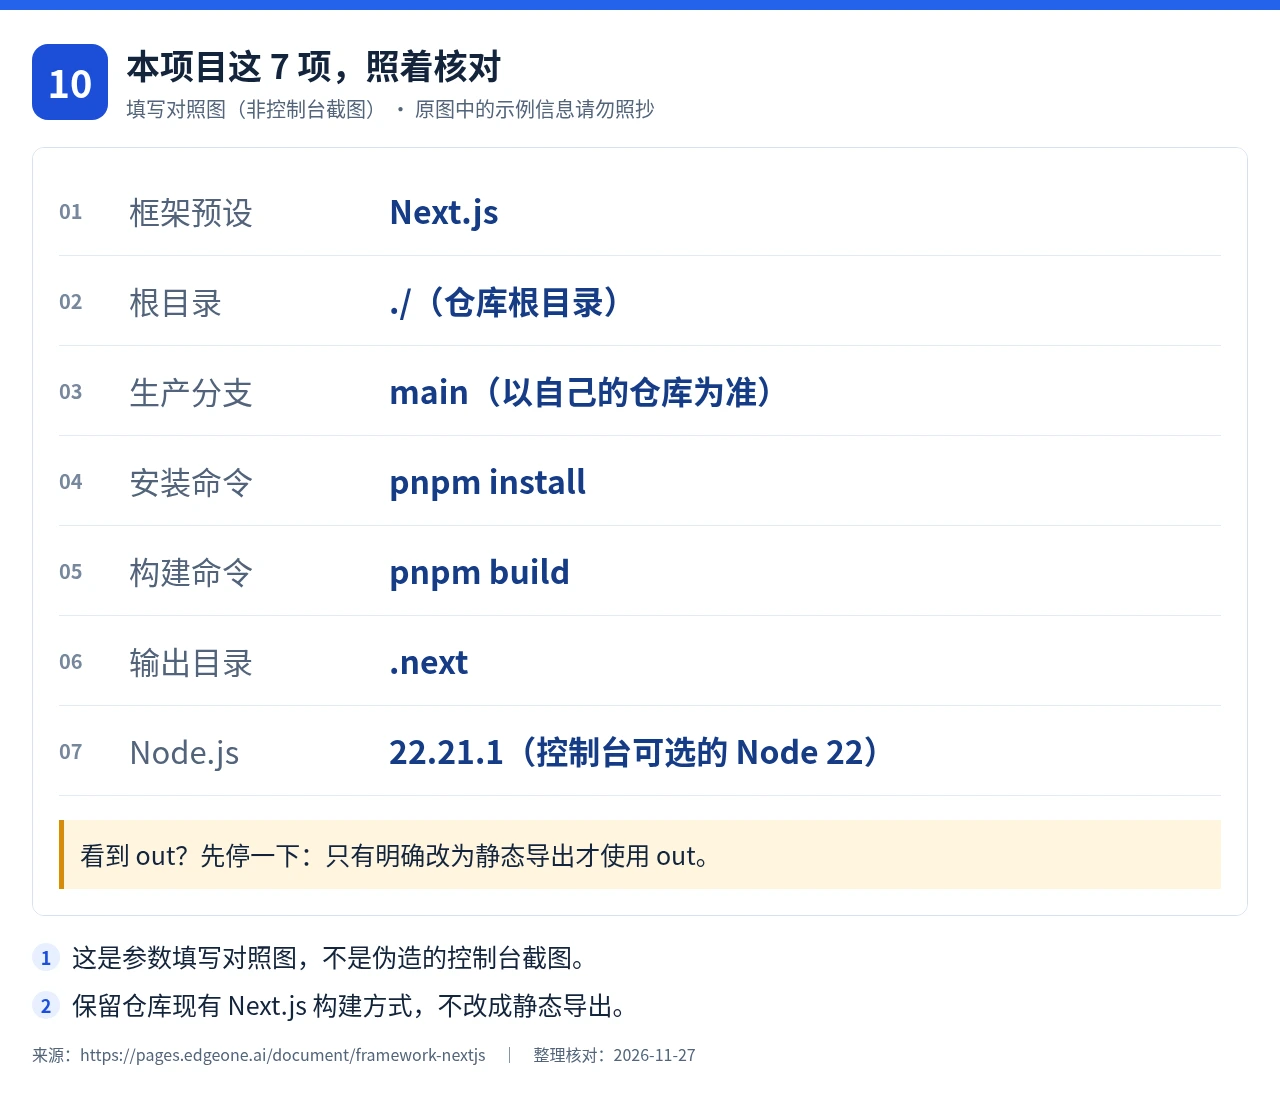 10
本项目这 7 项，照着核对
填写对照图（非控制台截图） · 原图中的示例信息请勿照抄
01 框架预设 Next.js
02 根目录 ./（仓库根目录）
03 生产分支 main（以自己的仓库为准）
04 安装命令 pnpm install
05 构建命令 pnpm build
06 输出目录 .next
07 Node.js 22.21.1（控制台可选的 Node 22）
看到 out？先停一下：只有明确改为静态导出才使用 out。
1 这是参数填写对照图，不是伪造的控制台截图。
2 保留仓库现有 Next.js 构建方式，不改成静态导出。
来源：https://pages.edgeone.ai/document/framework-nextjs ｜ 整理核对：2026-11-27